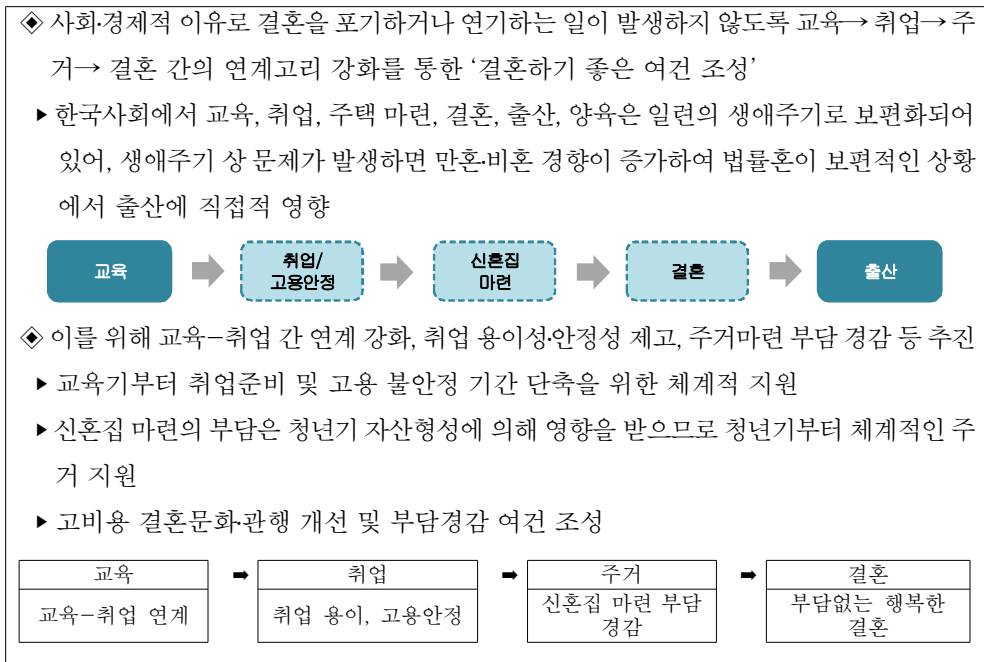 ◈ 사회·경제적 이유로 결혼을 포기하거나 연기하는 일이 발생하지 않도록 교육→ 취업→ 주
거→ 결혼 간의 연계고리 강화를 통한 ‘결혼하기 좋은 여건 조성’
▶ 한국사회에서 교육, 취업, 주택 마련, 결혼, 출산, 양육은 일련의 생애주기로 보편화되어
있어, 생애주기 상 문제가 발생하면 만혼·비혼 경향이 증가하여 법률혼이 보편적인 상황
에서 출산에 직접적 영향
교육 취업/ 신혼집 결혼 출산
고용안정 마련
◈ 이를 위해 교육-취업 간 연계 강화, 취업 용이성·안정성 제고, 주거마련 부담 경감 등 추진
▶ 교육기부터 취업준비 및 고용 불안정 기간 단축을 위한 체계적 지원
▶ 신혼집 마련의 부담은 청년기 자산형성에 의해 영향을 받으므로 청년기부터 체계적인 주
거 지원
▶ 고비용 결혼문화·관행 개선 및 부담경감 여건 조성
교육 ➡ 취업 ➡ 주거 ➡ 결혼
교육-취업 연계 취업 용이, 고용안정 신혼집 마련 부담 부담없는 행복한
경감 결혼